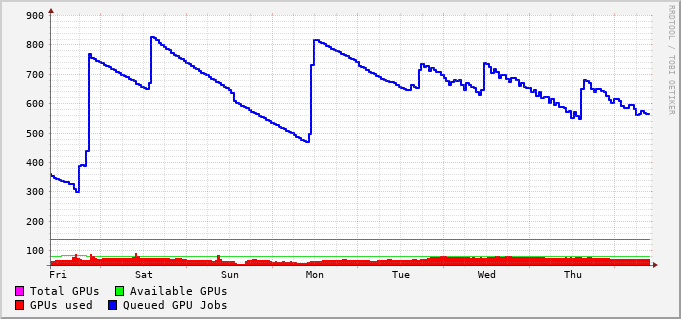 900
800
700
600
500
400
300
200
100
Fri Sat Sun Mon Tue Wed Thu
Total GPUs Available GPUs
GPUs used Queued GPU Jobs
RRDTOOL / TOBI OETIKER